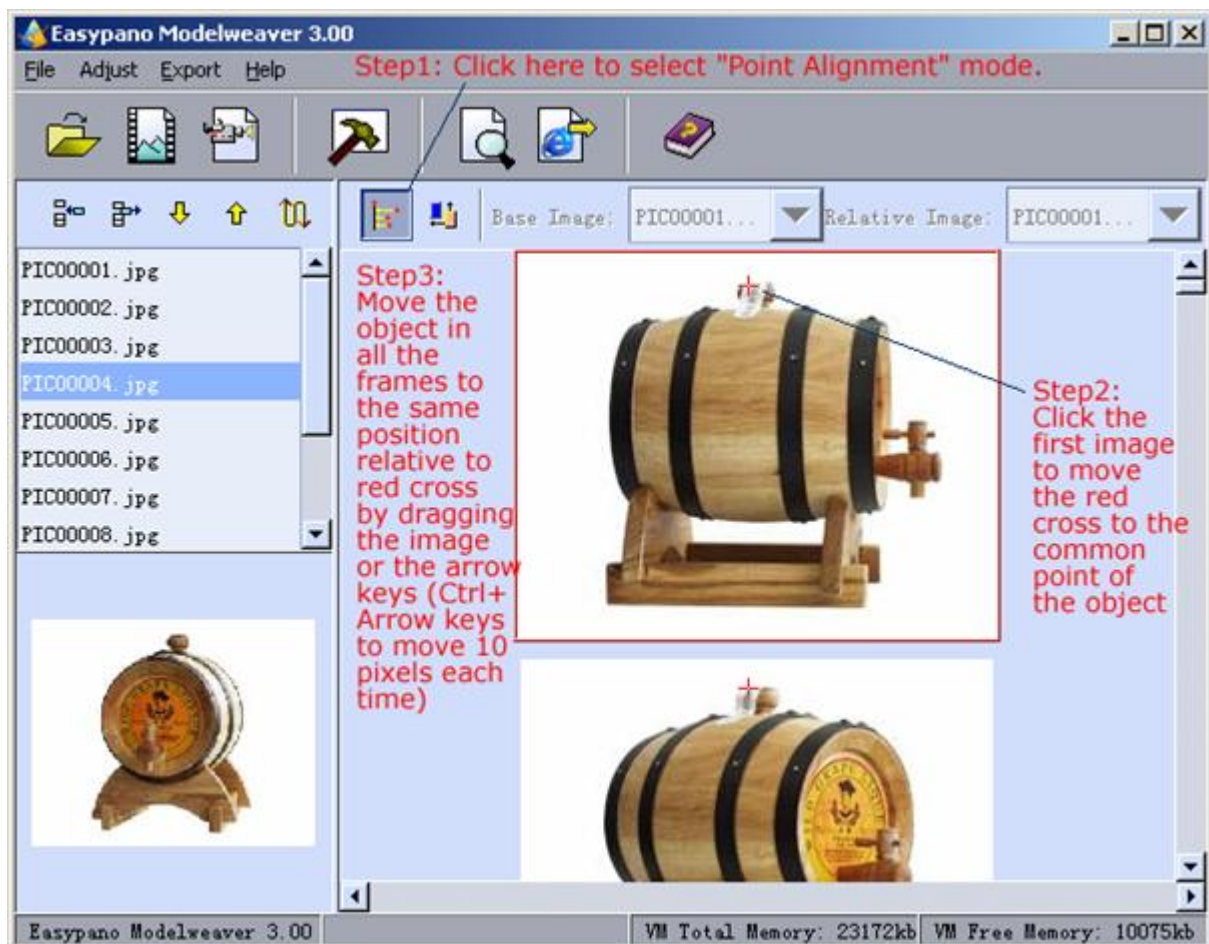 Easypano Modelweaver 3.00
File Adjust Export Help
Step1: Click here to select "Point Alignment" mode.
Base Image: PIC00001... Relative Image: PIC00001...
PIC00001.jpg
PIC00002.jpg
PIC00003.jpg
PIC00004.jpg
PIC00005.jpg
PIC00006.jpg
PIC00007.jpg
PIC00008.jpg
Step3:
Move the
object in
all the
frames to
the same
position
relative to
red cross
by dragging
the image
or the arrow
keys (Ctrl+
Arrow keys
to move 10
pixels each
time)
Step2:
Click the
first image
to move
the red
cross to the
common
point of
the object
Easypano Modelweaver 3.00
VM Total Memory: 23172kb VM Free Memory: 10075kb